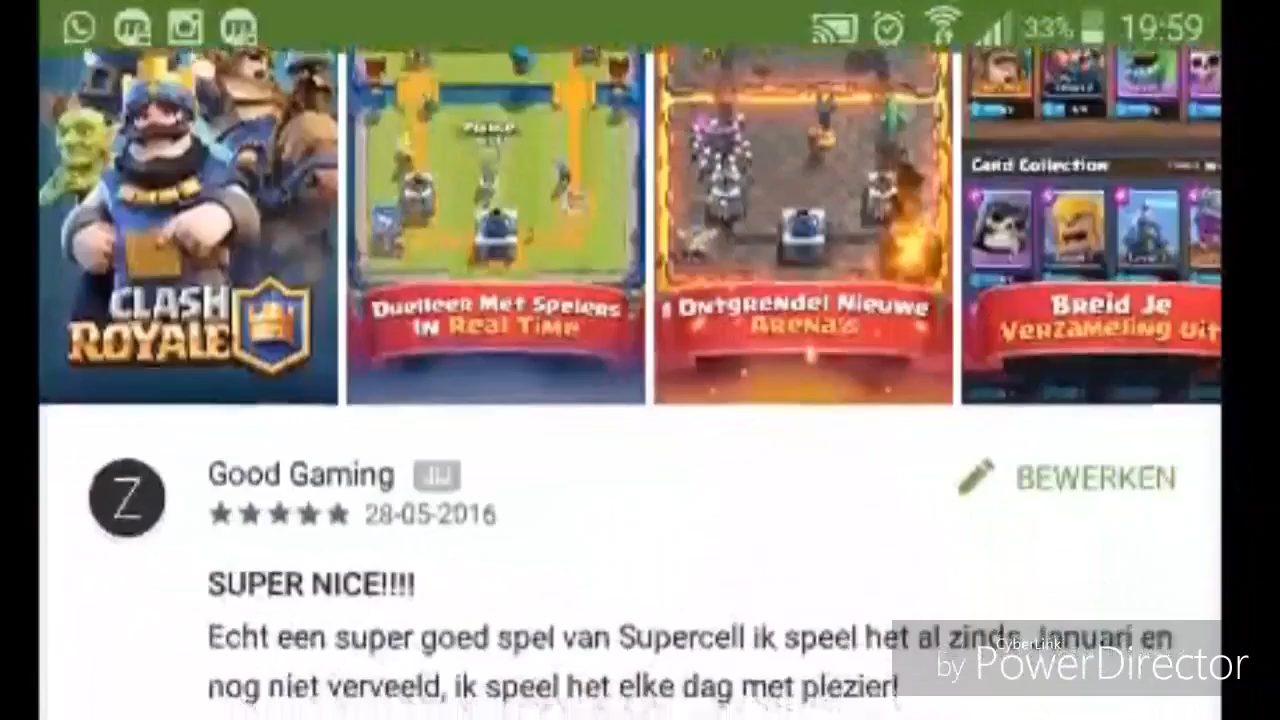 33% 19:59
Card Collection
CLASH
ROYALE
Duelleer Met Spelers
in Real Time
Ontgrendel Nieuwe
Arena's
Breid Je
Verzameling Uit
Z
Good Gaming JIJ
28-05-2016
BEWERKEN
SUPER NICE!!!!
Echt een super goed spel van Supercell ik speel het al zinds Januari en
nog niet verveeld, ik speel het elke dag met plezier!
CyberLink
by PowerDirector